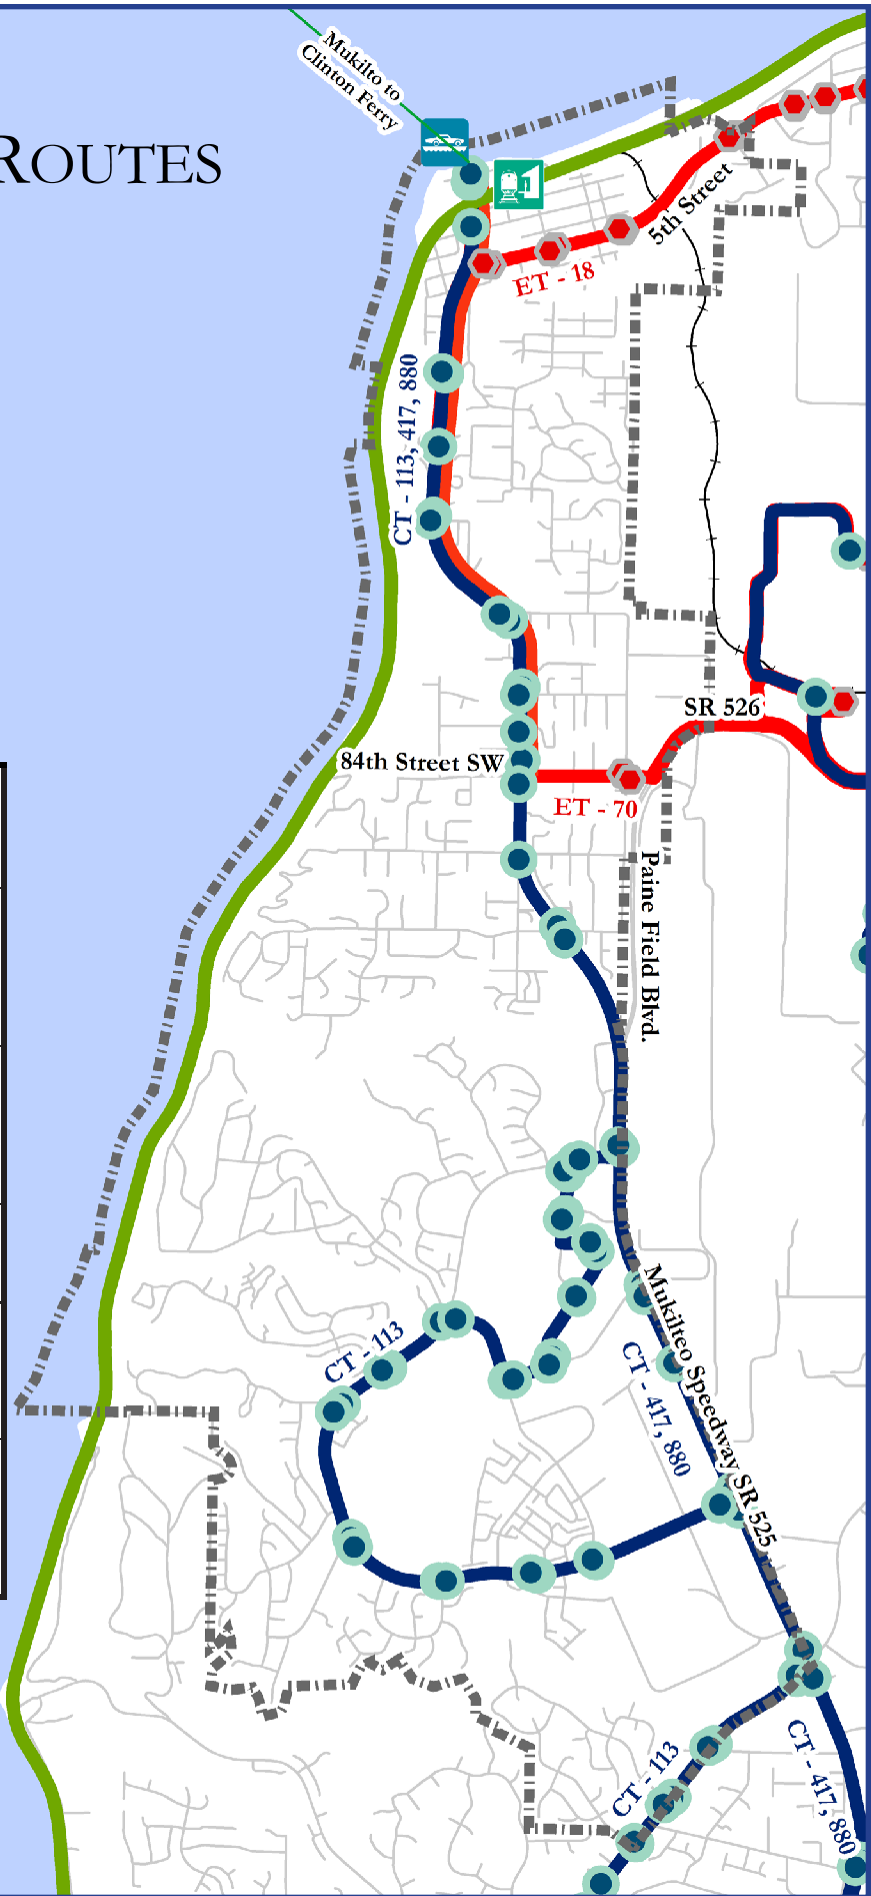 ROUTES
Mukilto to
Clinton Ferry
5th Street
ET - 18
CT - 113, 417, 880
SR 526
84th Street SW
ET - 70
Paine Field Blvd.
Mukilteo Speedway SR 525
CT - 113
CT - 417, 880
CT - 113
CT - 417, 880